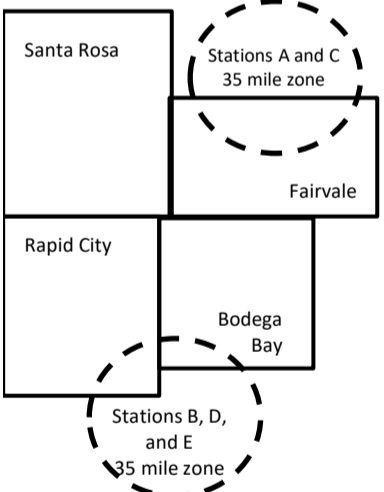 Santa Rosa
Stations A and C
35 mile zone
Fairvale
Rapid City
Bodega
Bay
Stations B, D,
and E
35 mile zone